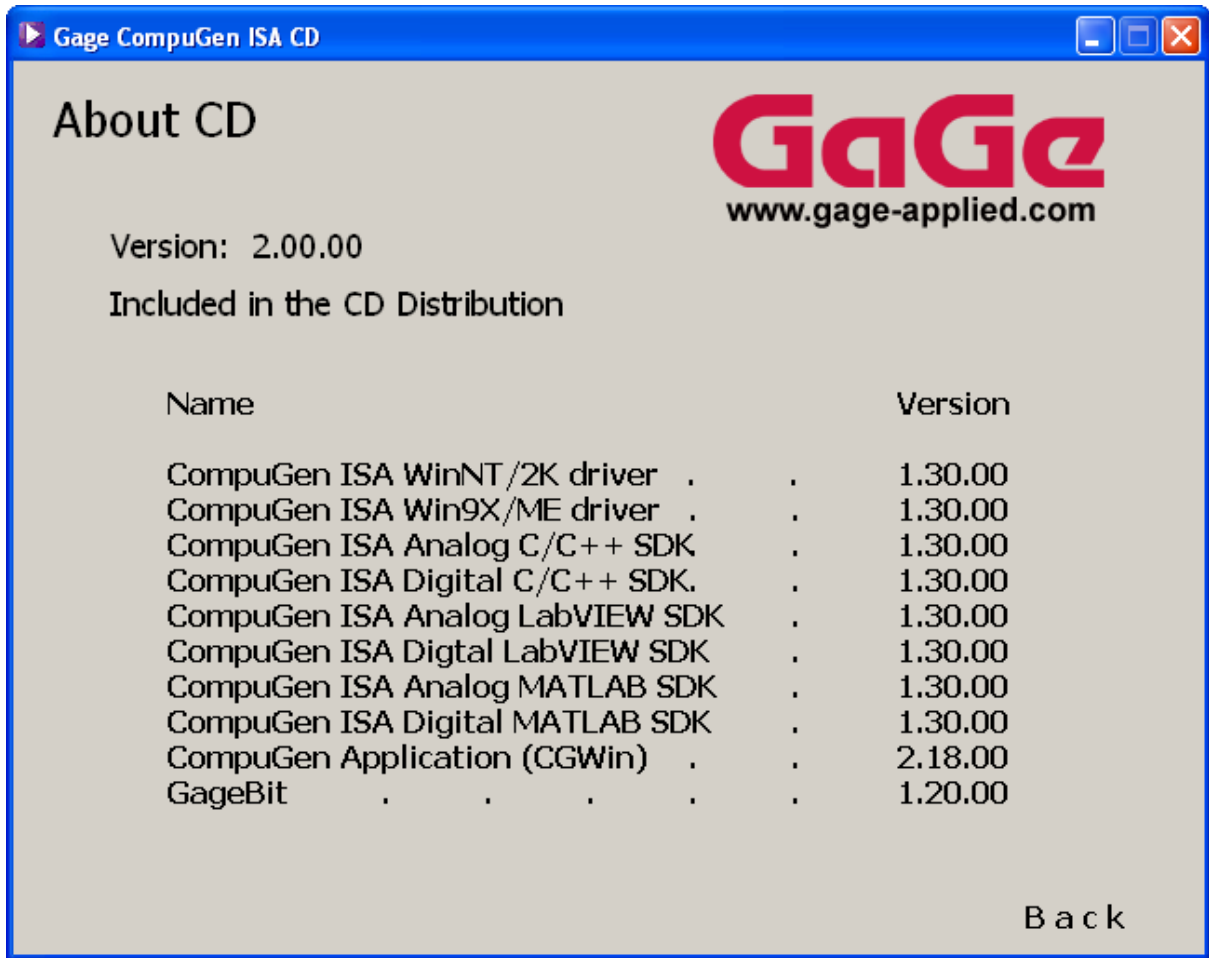 Gage CompuGen ISA CD
About CD
GaGe
www.gage-applied.com
Version: 2.00.00
Included in the CD Distribution
Name Version
CompuGen ISA WinNT/2K driver . . 1.30.00
CompuGen ISA Win9X/ME driver . . 1.30.00
CompuGen ISA Analog C/C++ SDK . 1.30.00
CompuGen ISA Digital C/C++ SDK. . 1.30.00
CompuGen ISA Analog LabVIEW SDK . 1.30.00
CompuGen ISA Digtal LabVIEW SDK . 1.30.00
CompuGen ISA Analog MATLAB SDK . 1.30.00
CompuGen ISA Digital MATLAB SDK . 1.30.00
CompuGen Application (CGWin) . . 2.18.00
GageBit . . . . . 1.20.00
Back